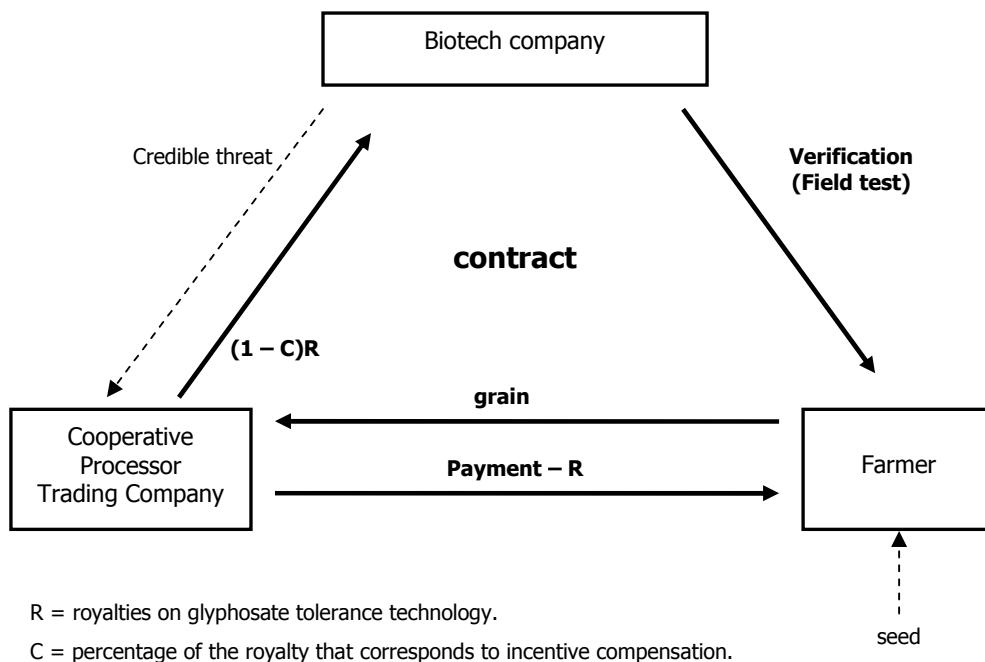 Biotech company
Credible threat
Verification
(Field test)
contract
(1 – C)R
grain
Cooperative
Processor
Trading Company
Payment – R
Farmer
R = royalties on glyphosate tolerance technology.
seed
C = percentage of the royalty that corresponds to incentive compensation.